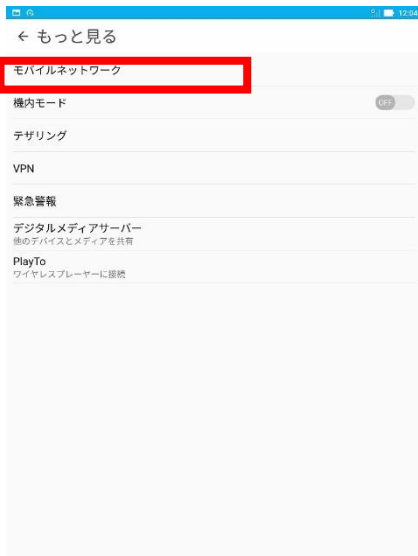 12:04
← もっと見る
モバイルネットワーク
機内モード
OFF
テザリング
VPN
緊急警報
デジタルメディアサーバー
他のデバイスとメディアを共有
PlayTo
ワイヤレスプレーヤーに接続